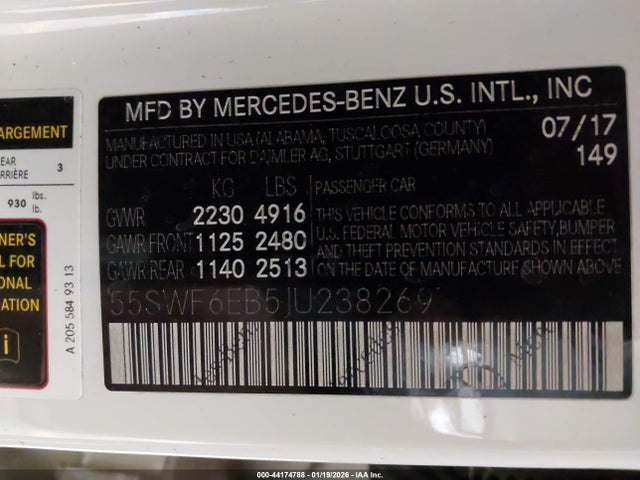 ARGEMENT
EAR 3
RRIÈRE
930 lbs.
lb.
NER'S
L FOR
IONAL
ATION
i
A 205 584 93 13
MFD BY MERCEDES-BENZ U.S. INTL., INC
MANUFACTURED IN USA (ALABAMA, TUSCALOOSA COUNTY) 07/17
UNDER CONTRACT FOR DAIMLER AG, STUTTGART (GERMANY) 149
KG LBS PASSENGER CAR
GVWR 2230 4916 THIS VEHICLE CONFORMS TO ALL APLICABLE
GAWR FRONT 1125 2480 U.S. FEDERAL MOTOR VEHICLE SAFETY, BUMPER
AND THEFT PREVENTION STANDARDS IN EFFECT
GAWR REAR 1140 2513 ON THE DATE OF MANUFACTURE SHOWN ABOVE
55SWF6EB5JU238269
000-44174788 — 01/19/2026 — IAA Inc.